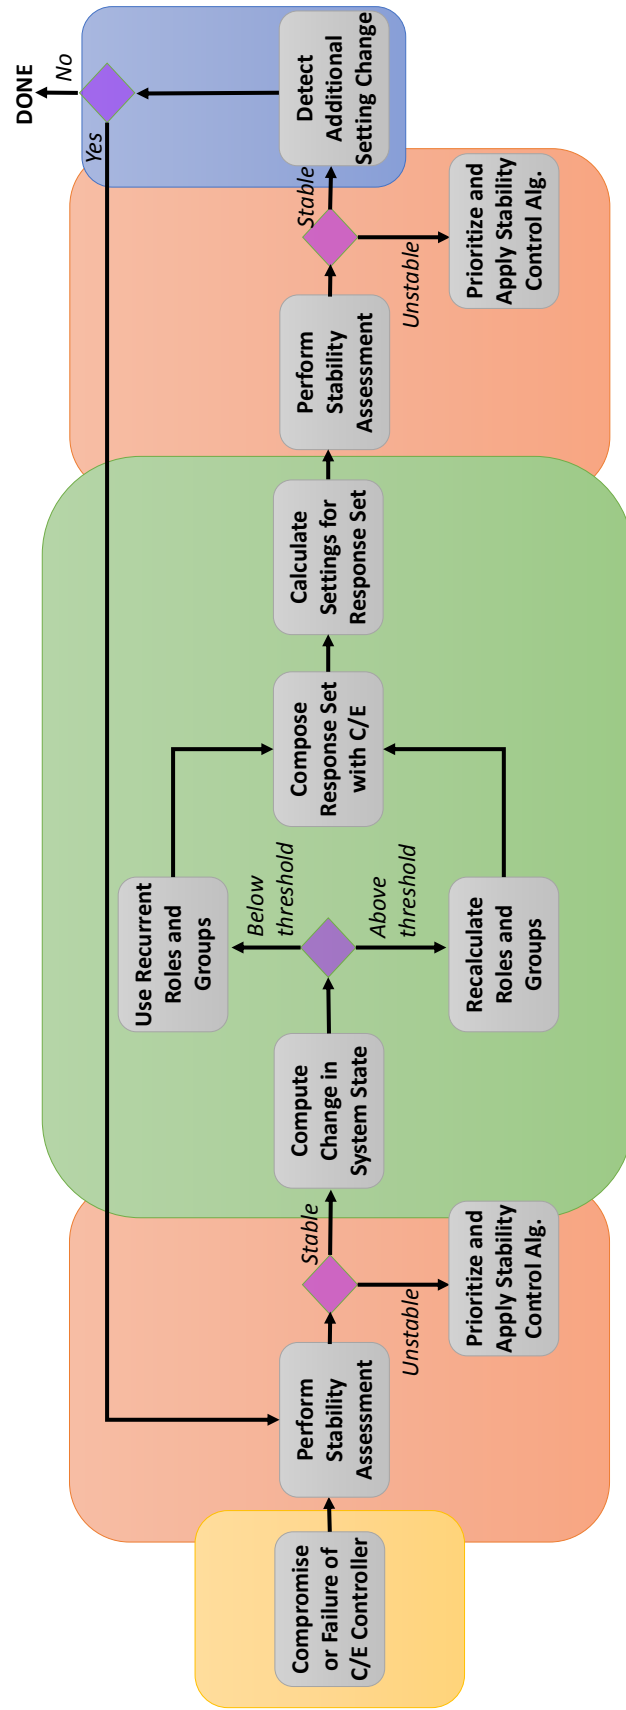 Compromise
or Failure of
C/E Controller
Perform
Stability
Assessment
Stable
Unstable
Prioritize and
Apply Stability
Control Alg.
Compute
Change in
System State
Below
threshold
Above
threshold
Use Recurrent
Roles and
Groups
Recalculate
Roles and
Groups
Compose
Response Set
with C/E
Calculate
Settings for
Response Set
Perform
Stability
Assessment
Stable
Unstable
Prioritize and
Apply Stability
Control Alg.
Detect
Additional
Setting Change
Yes
No
DONE